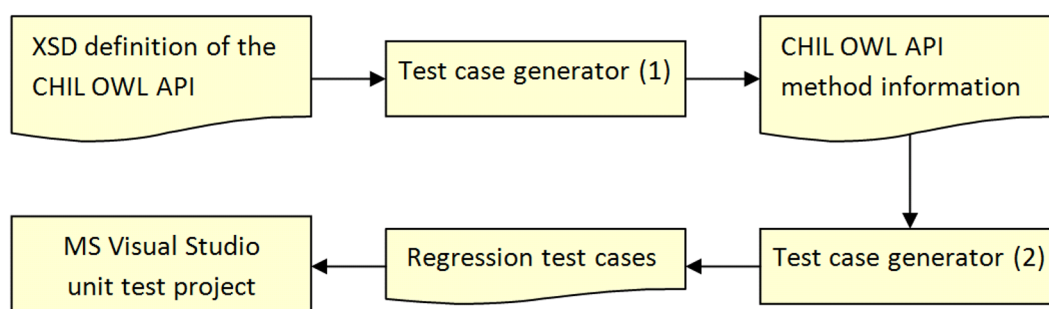 XSD definition of the
CHIL OWL API
Test case generator (1)
CHIL OWL API
method information
Test case generator (2)
Regression test cases
MS Visual Studio
unit test project